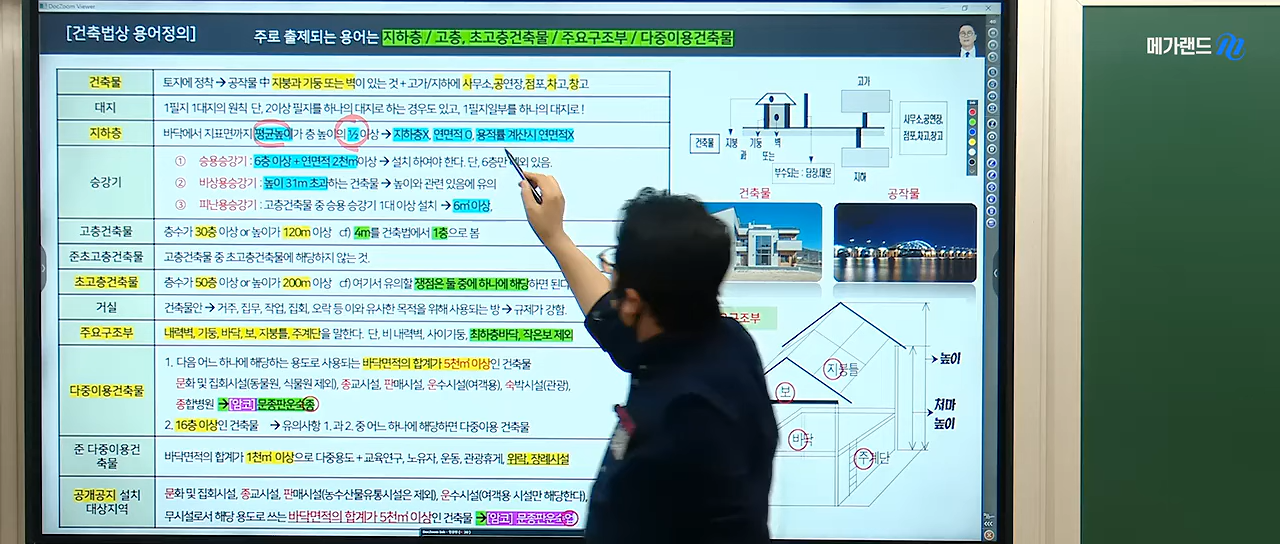 DocZoom Viewer
[건축법상 용어정의]
주로 출제되는 용어는 지하층 / 고층, 초고층건축물 / 주요구조부 / 다중이용건축물
메가랜드
건축물
토지에 정착 → 공작물 中 지붕과 기둥 또는 벽이 있는 것 + 고가/지하에 사무소,공연장,점포,차고,창고
대지
1필지 1대지의 원칙 단, 2이상 필지를 하나의 대지로 하는 경우도 있고, 1필지일부를 하나의 대지로 !
지하층
바닥에서 지표면까지 평균높이가 층 높이의 ½ 이상 → 지하층X, 연면적 O, 용적률 계산시 연면적X
승강기
① 승용승강기 : 6층 이상 + 연면적 2천㎡이상 → 설치 하여야 한다. 단, 6층만 예외 있음.
② 비상용승강기 : 높이 31m 초과하는 건축물 → 높이와 관련 있음에 유의
③ 피난용승강기 : 고층건축물 중 승용 승강기 1대 이상 설치 → 6㎡이상,
고층건축물
층수가 30층 이상 or 높이가 120m 이상 cf) 4m를 건축법에서 1층으로 봄
준초고층건축물
고층건축물 중 초고층건축물에 해당하지 않는 것.
초고층건축물
층수가 50층 이상 or 높이가 200m 이상 cf) 여기서 유의할 쟁점은 둘 중에 하나에 해당하면 된다
거실
건축물안 → 거주, 집무, 작업, 집회, 오락 등 이와 유사한 목적을 위해 사용되는 방 → 규제가 강함.
주요구조부
내력벽, 기둥, 바닥, 보, 지붕틀, 주계단을 말한다. 단, 비 내력벽, 사이기둥, 최하층바닥, 작은보 제외
다중이용건축물
1. 다음 어느 하나에 해당하는 용도로 사용되는 바닥면적의 합계가 5천㎡ 이상인 건축물
문화 및 집회시설(동물원, 식물원 제외), 종교시설, 판매시설, 운수시설(여객용), 숙박시설(관광),
종합병원 → [암코] 문종판운숙종
2. 16층 이상인 건축물 → 유의사항 1. 과 2. 중 어느 하나에 해당하면 다중이용 건축물
준 다중이용건
축물
바닥면적의 합계가 1천㎡ 이상으로 다중용도 + 교육연구, 노유자, 운동, 관광휴게, 위락, 장례시설
공개공지 설치
대상지역
문화 및 집회시설, 종교시설, 판매시설(농수산물유통시설은 제외), 운수시설(여객용 시설만 해당한다),
무시설로서 해당 용도로 쓰는 바닥면적의 합계가 5천㎡ 이상인 건축물 → [암코] 문종판운숙업
고가
사무소,공연장,
점포,차고,창고
건축물
지붕
과
기둥
또는
벽
부수되는 : 담장,대문
지하
건축물
공작물
구조부
지붕틀
보
바닥
주계단
높이
처마
높이